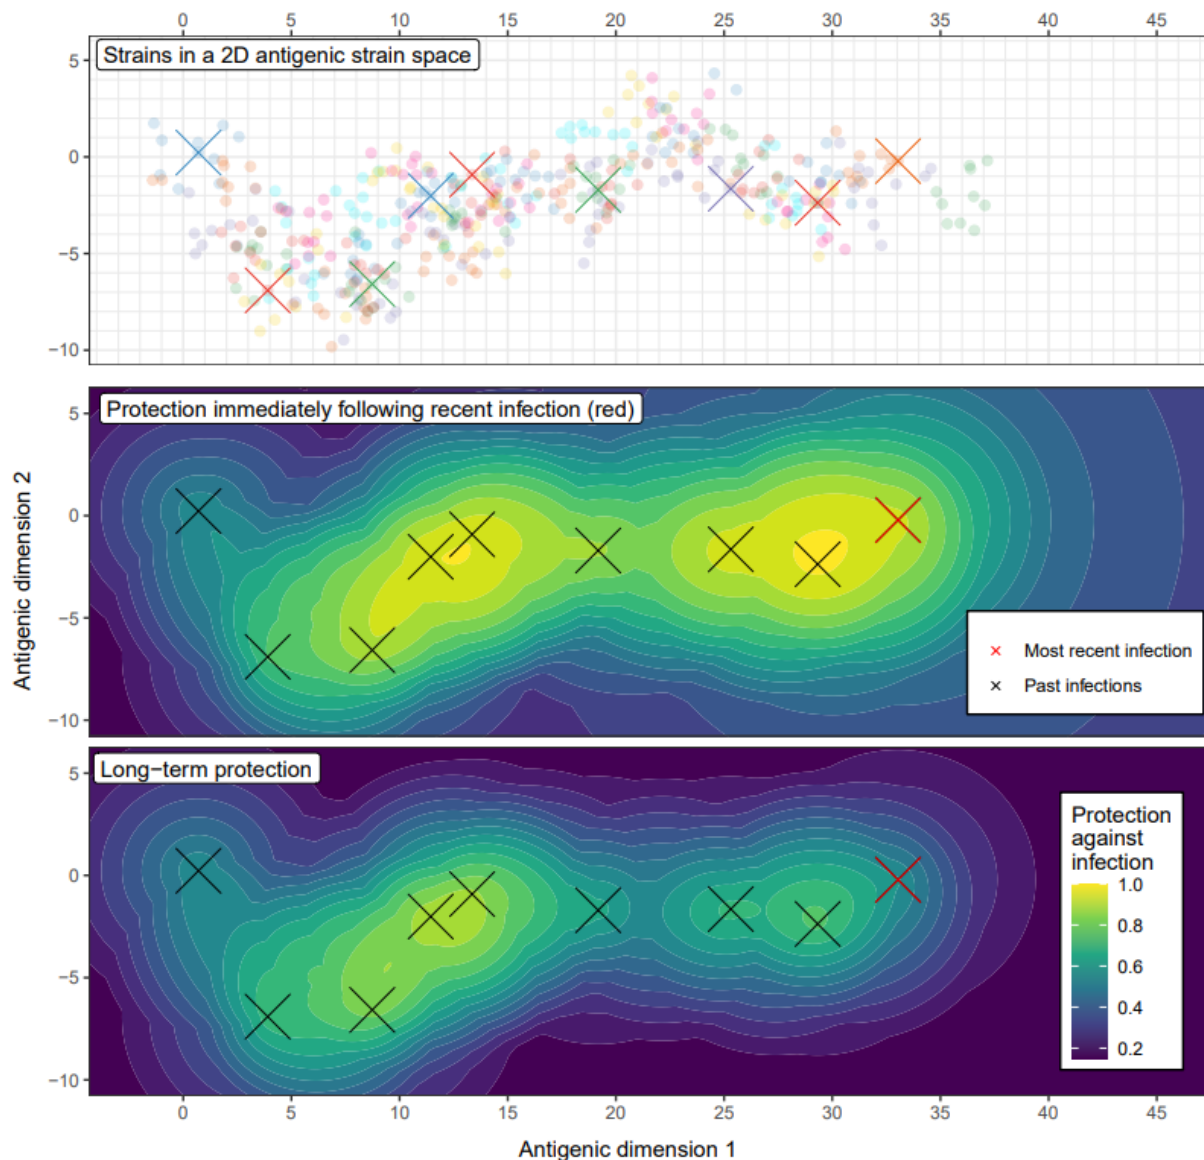 0 5 10 15 20 25 30 35 40 45
Strains in a 2D antigenic strain space
5
0
−5
−10
Protection immediately following recent infection (red)
5
0
−5
−10
Most recent infection
Past infections
Antigenic dimension 2
Long−term protection
5
0
−5
−10
Protection
against
infection
1.0
0.8
0.6
0.4
0.2
0 5 10 15 20 25 30 35 40 45
Antigenic dimension 1